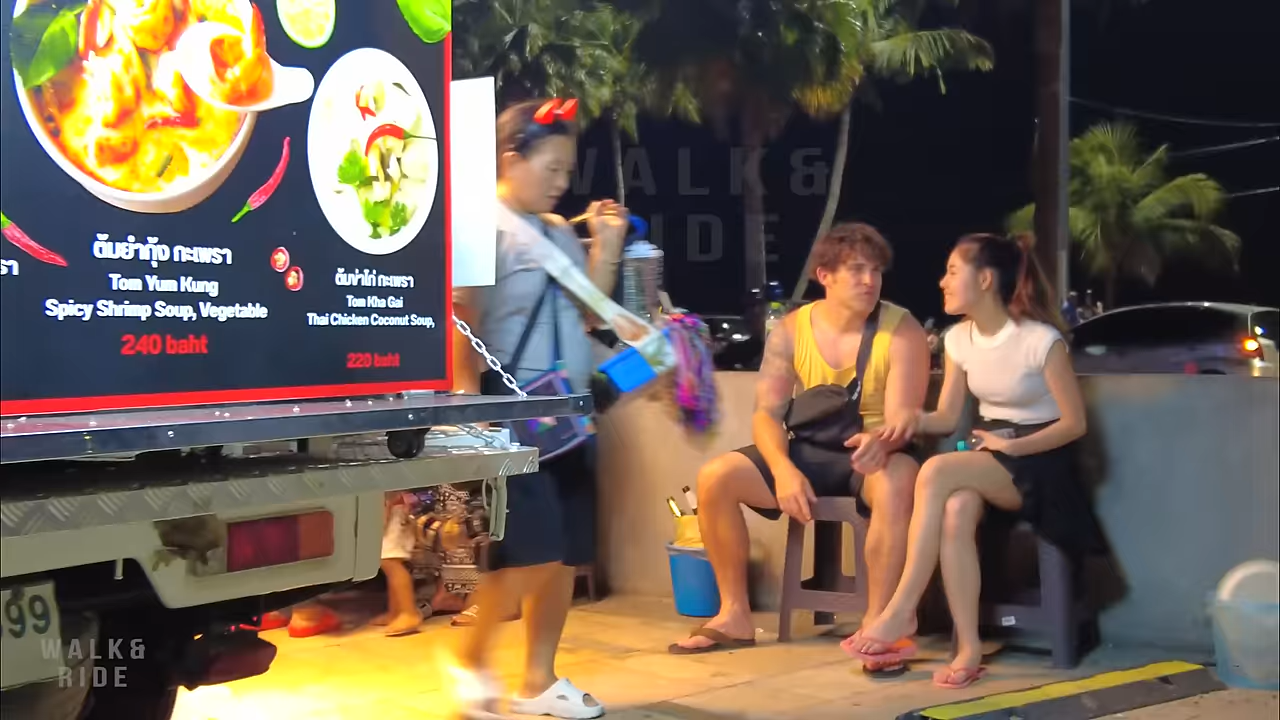 ต้มยำกุ้ง กะเพรา
Tom Yum Kung
Spicy Shrimp Soup, Vegetable
240 baht
รา
ต้มข่าไก่ กะเพรา
Tom Kha Gai
Thai Chicken Coconut Soup,
220 baht
WALK&
RIDE
99
WALK&
RIDE